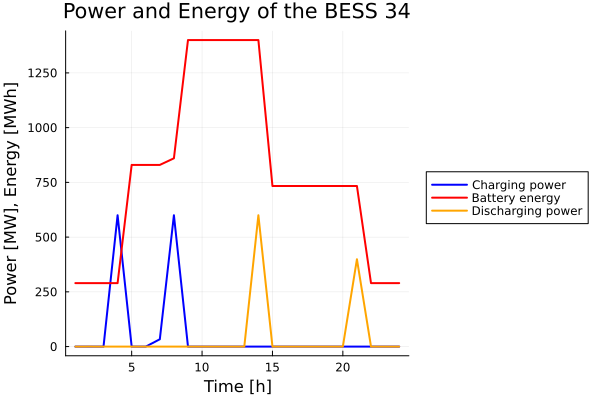 Power and Energy of the BESS 34
Power [MW], Energy [MWh]
1250
1000
750
500
250
0
5
10
15
20
Time [h]
Charging power
Battery energy
Discharging power